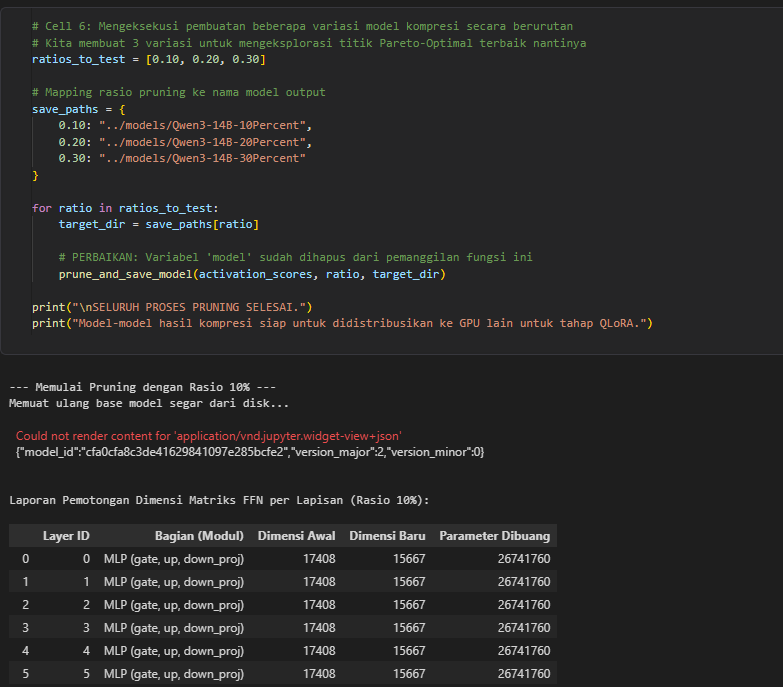 # Cell 6: Mengeksekusi pembuatan beberapa variasi model kompresi secara berurutan
# Kita membuat 3 variasi untuk mengeksplorasi titik Pareto-Optimal terbaik nantinya
ratios_to_test = [0.10, 0.20, 0.30]
# Mapping rasio pruning ke nama model output
save_paths = {
0.10: "../models/Qwen3-14B-10Percent",
0.20: "../models/Qwen3-14B-20Percent",
0.30: "../models/Qwen3-14B-30Percent"
}
for ratio in ratios_to_test:
target_dir = save_paths[ratio]
# PERBAIKAN: Variabel 'model' sudah dihapus dari pemanggilan fungsi ini
prune_and_save_model(activation_scores, ratio, target_dir)
print("\nSELURUH PROSES PRUNING SELESAI.")
print("Model-model hasil kompresi siap untuk didistribusikan ke GPU lain untuk tahap QLoRA.")
--- Memulai Pruning dengan Rasio 10% ---
Memuat ulang base model segar dari disk...
Could not render content for 'application/vnd.jupyter.widget-view+json'
{"model_id":"cfa0cfa8c3de41629841097e285bcfe2","version_major":2,"version_minor":0}
Laporan Pemotongan Dimensi Matriks FFN per Lapisan (Rasio 10%):
Layer ID Bagian (Modul) Dimensi Awal Dimensi Baru Parameter Dibuang
0 0 MLP (gate, up, down_proj) 17408 15667 26741760
1 1 MLP (gate, up, down_proj) 17408 15667 26741760
2 2 MLP (gate, up, down_proj) 17408 15667 26741760
3 3 MLP (gate, up, down_proj) 17408 15667 26741760
4 4 MLP (gate, up, down_proj) 17408 15667 26741760
5 5 MLP (gate, up, down_proj) 17408 15667 26741760